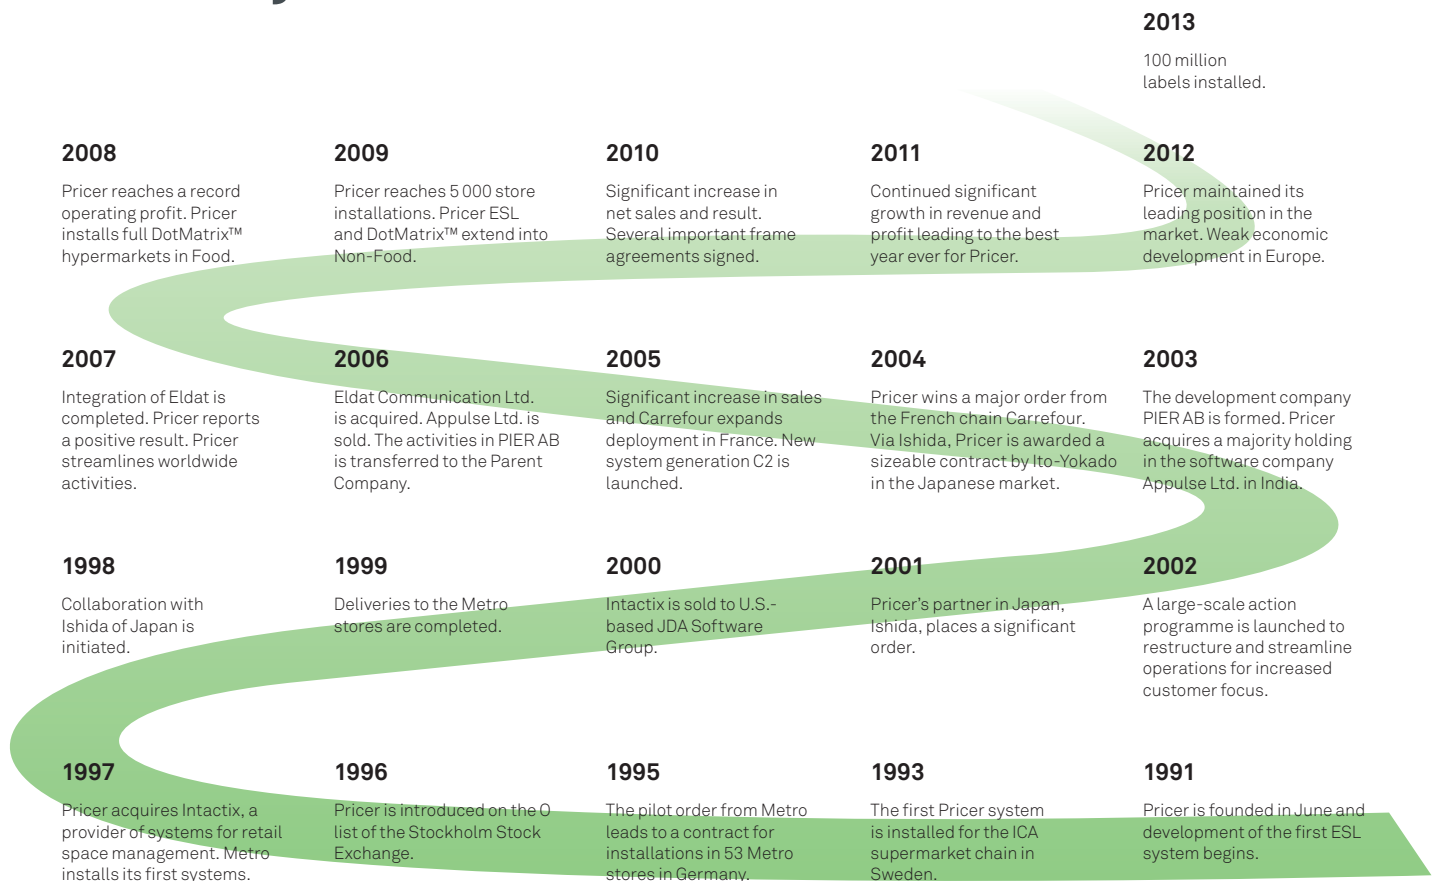 2013
100 million
labels installed.
2008
Pricer reaches a record
operating profit. Pricer
installs full DotMatrix™
hypermarkets in Food.
2009
Pricer reaches 5 000 store
installations. Pricer ESL
and DotMatrix™ extend into
Non-Food.
2010
Significant increase in
net sales and result.
Several important frame
agreements signed.
2011
Continued significant
growth in revenue and
profit leading to the best
year ever for Pricer.
2012
Pricer maintained its
leading position in the
market. Weak economic
development in Europe.
2007
Integration of Eldat is
completed. Pricer reports
a positive result. Pricer
streamlines worldwide
activities.
2006
Eldat Communication Ltd.
is acquired. Appulse Ltd. is
sold. The activities in PIER AB
is transferred to the Parent
Company.
2005
Significant increase in sales
and Carrefour expands
deployment in France. New
system generation C2 is
launched.
2004
Pricer wins a major order from
the French chain Carrefour.
Via Ishida, Pricer is awarded a
sizeable contract by Ito-Yokado
in the Japanese market.
2003
The development company
PIER AB is formed. Pricer
acquires a majority holding
in the software company
Appulse Ltd. in India.
1998
Collaboration with
Ishida of Japan is
initiated.
1999
Deliveries to the Metro
stores are completed.
2000
Intactix is sold to U.S.-
based JDA Software
Group.
2001
Pricer's partner in Japan,
Ishida, places a significant
order.
2002
A large-scale action
programme is launched to
restructure and streamline
operations for increased
customer focus.
1997
Pricer acquires Intactix, a
provider of systems for retail
space management. Metro
installs its first systems.
1996
Pricer is introduced on the O
list of the Stockholm Stock
Exchange.
1995
The pilot order from Metro
leads to a contract for
installations in 53 Metro
stores in Germany.
1993
The first Pricer system
is installed for the ICA
supermarket chain in
Sweden.
1991
Pricer is founded in June and
development of the first ESL
system begins.